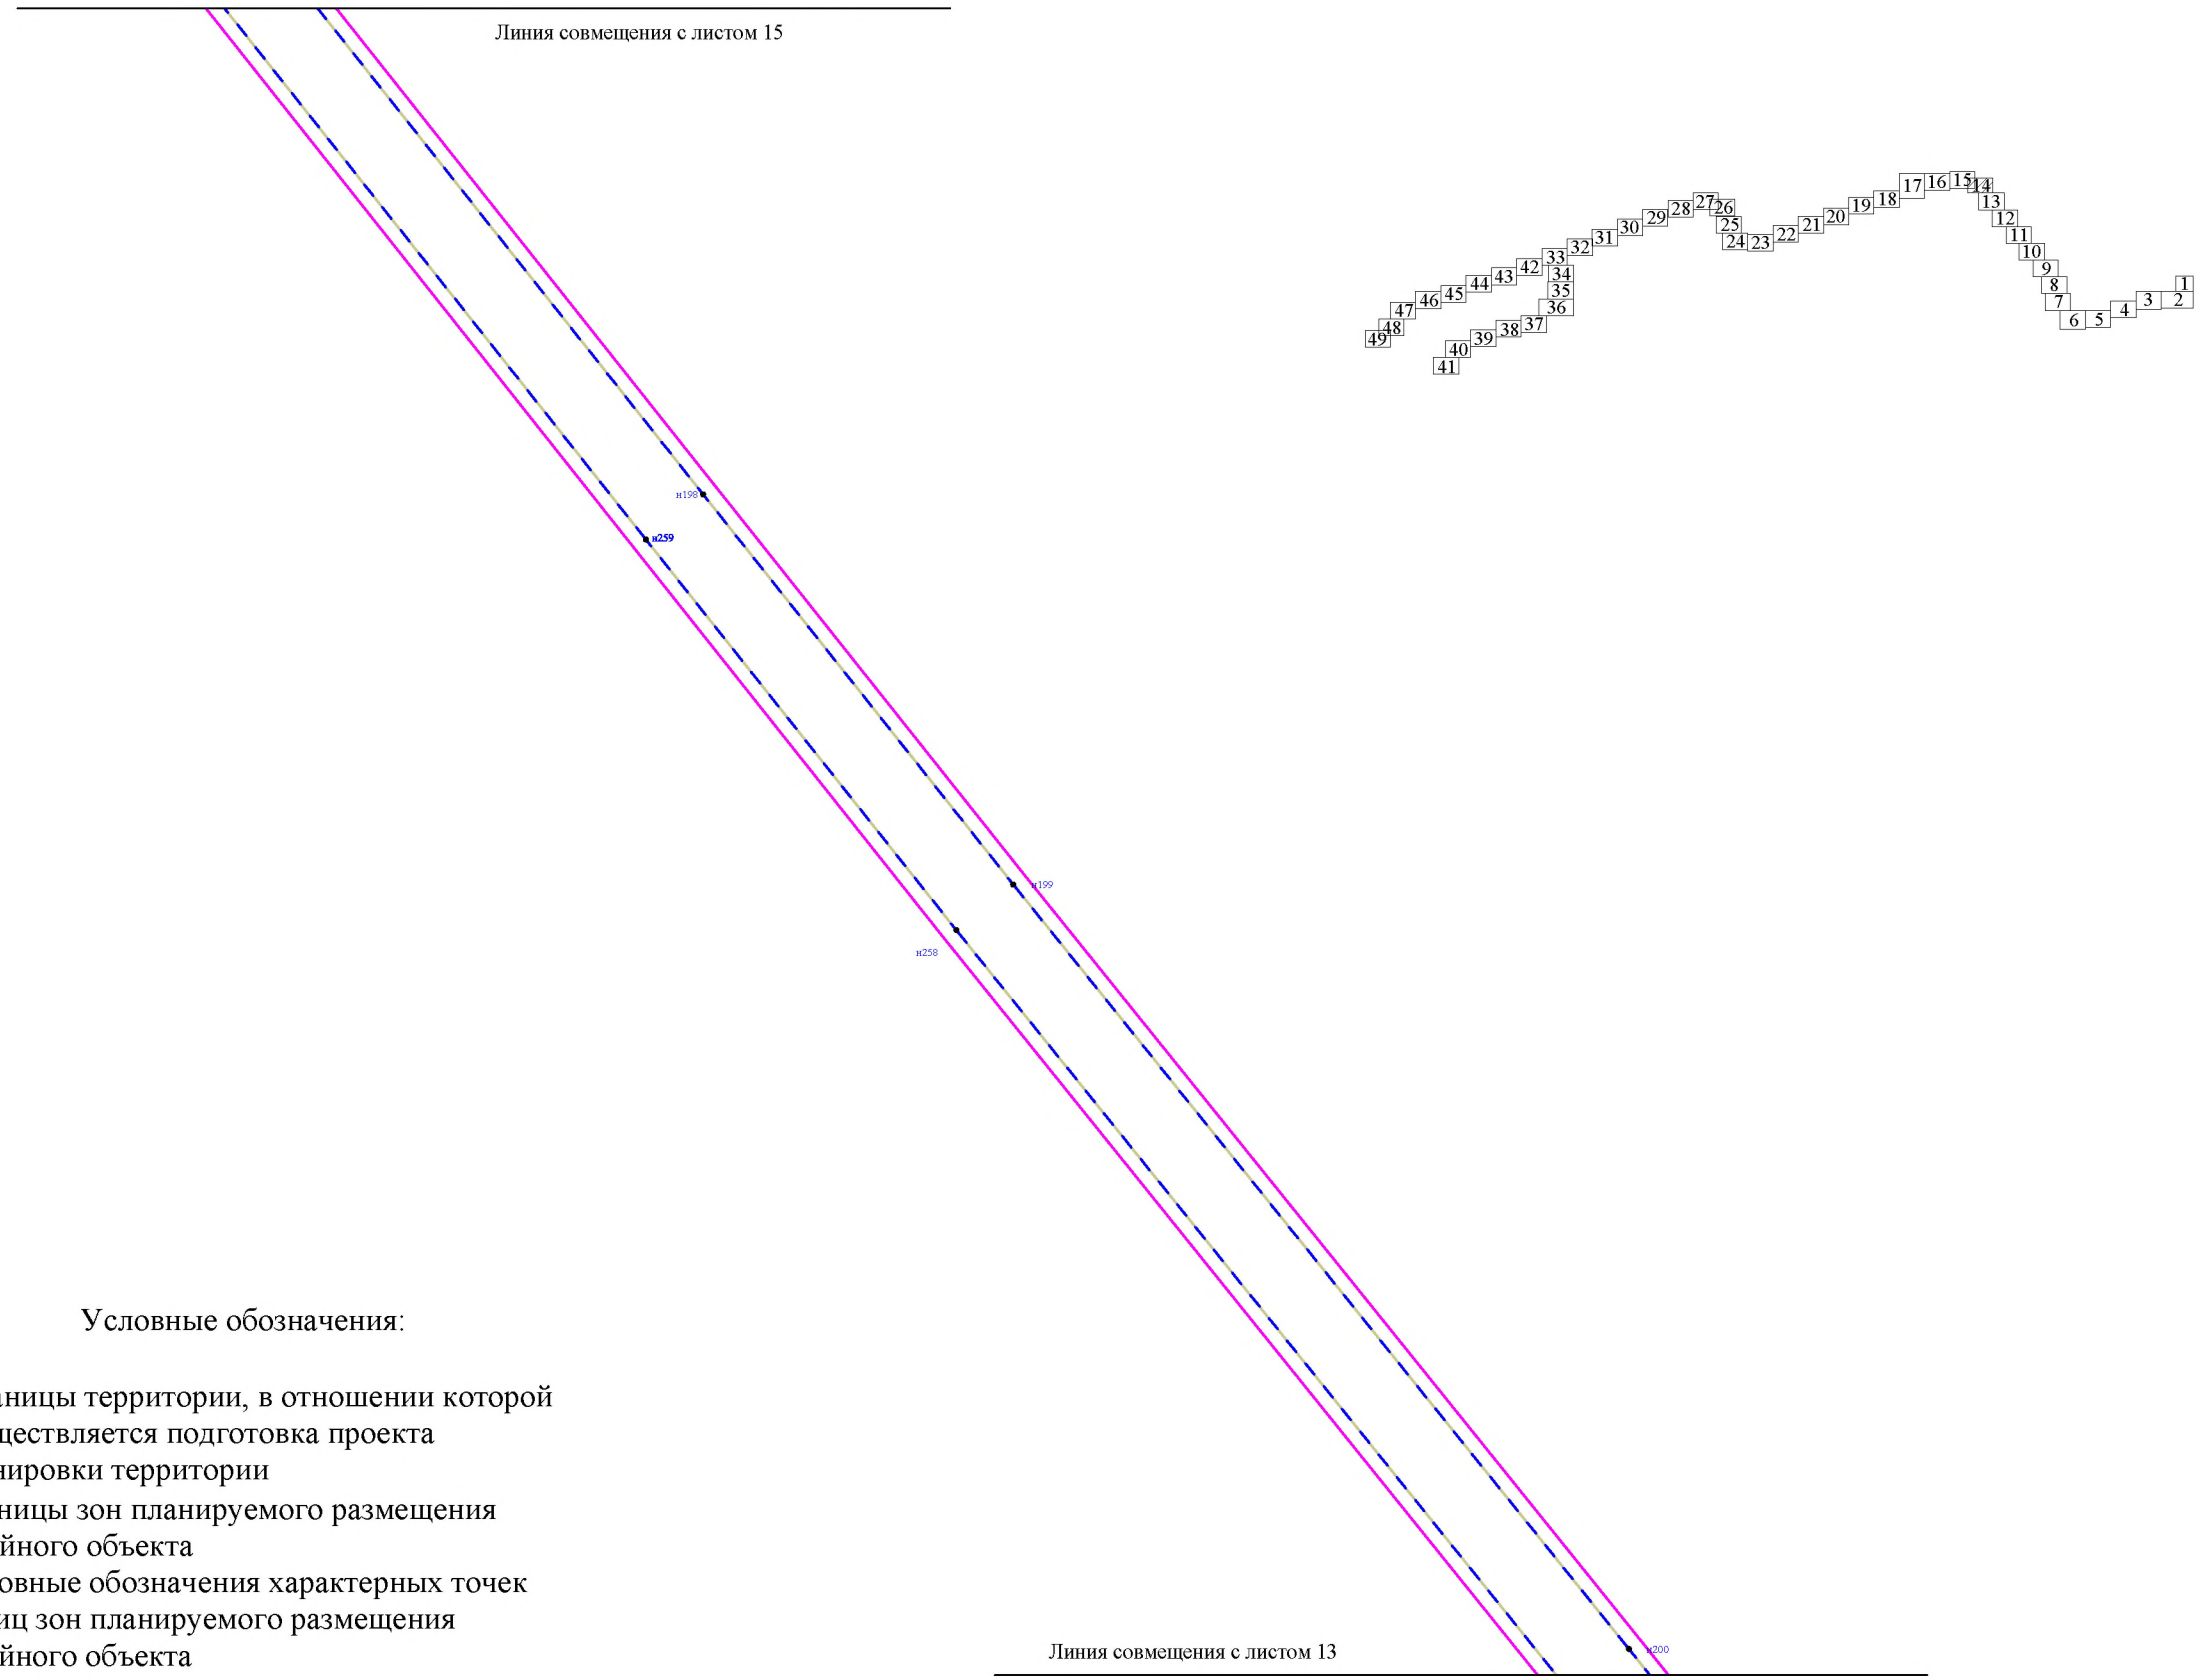 Линия совмещения с листом 15
17 16 15 14
27 28 26 18 19 13
29 25 20 12
30 21
31 24 23 22 11
32 10
33 42 34 9
43 44 35 8 1
45 46 36 7 3 2
47 4
48 37 38 6 5
49 39
40
41
н198
н259
н199
н258
Условные обозначения:
аницы территории, в отношении которой
ществляется подготовка проекта
нировки территории
ницы зон планируемого размещения
йного объекта
овные обозначения характерных точек
иц зон планируемого размещения
йного объекта
Линия совмещения с листом 13
н200